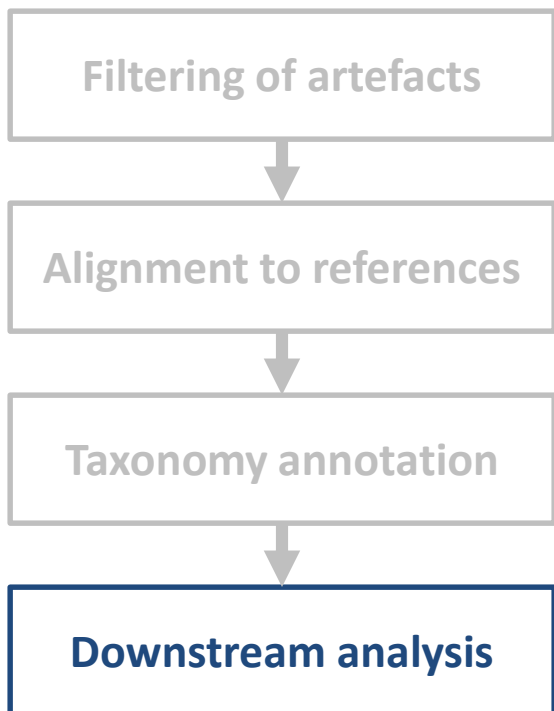 Filtering of artefacts
Alignment to references
Taxonomy annotation
Downstream analysis